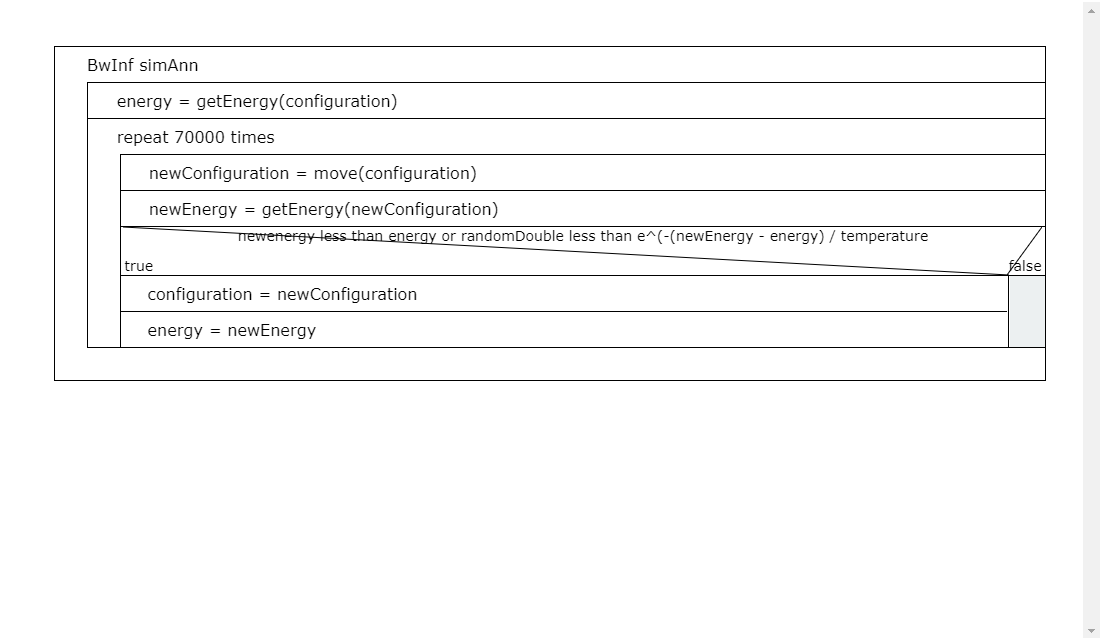 BwInf simAnn
energy = getEnergy(configuration)
repeat 70000 times
newConfiguration = move(configuration)
newEnergy = getEnergy(newConfiguration)
newenergy less than energy or randomDouble less than e^(-(newEnergy - energy) / temperature
true false
configuration = newConfiguration
energy = newEnergy